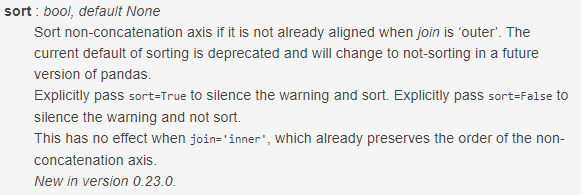 sort : bool, default None
Sort non-concatenation axis if it is not already aligned when join is ‘outer’. The
current default of sorting is deprecated and will change to not-sorting in a future
version of pandas.
Explicitly pass sort=True to silence the warning and sort. Explicitly pass sort=False to
silence the warning and not sort.
This has no effect when join='inner', which already preserves the order of the non-
concatenation axis.
New in version 0.23.0.